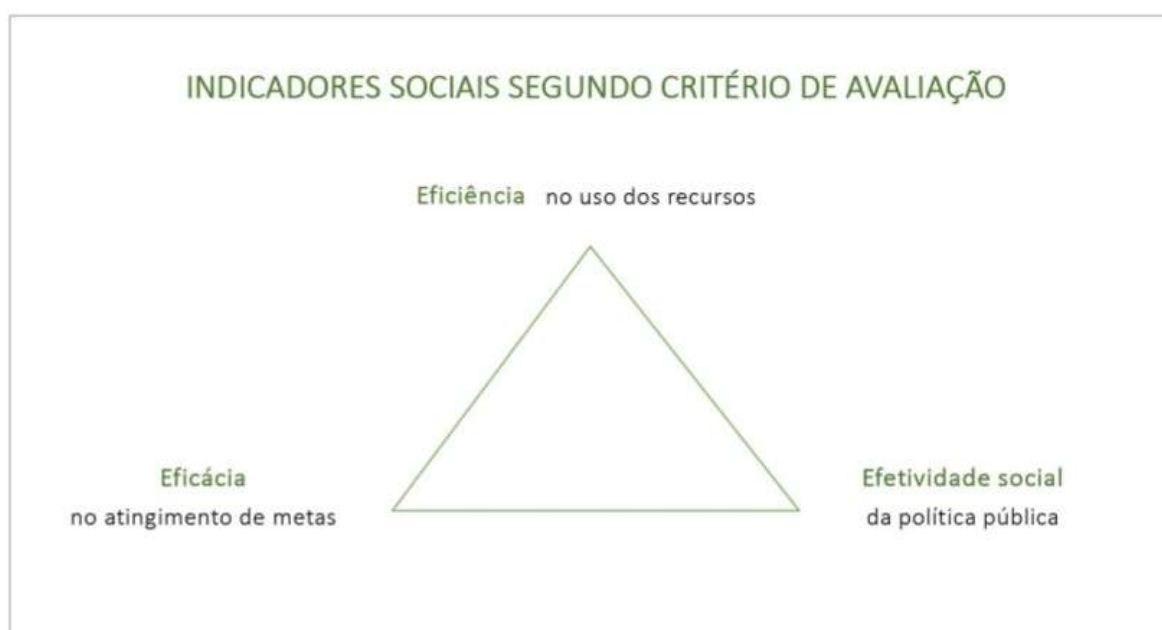 INDICADORES SOCIAIS SEGUNDO CRITÉRIO DE AVALIAÇÃO
Eficiência no uso dos recursos
Eficácia
no atingimento de metas
Efetividade social
da política pública